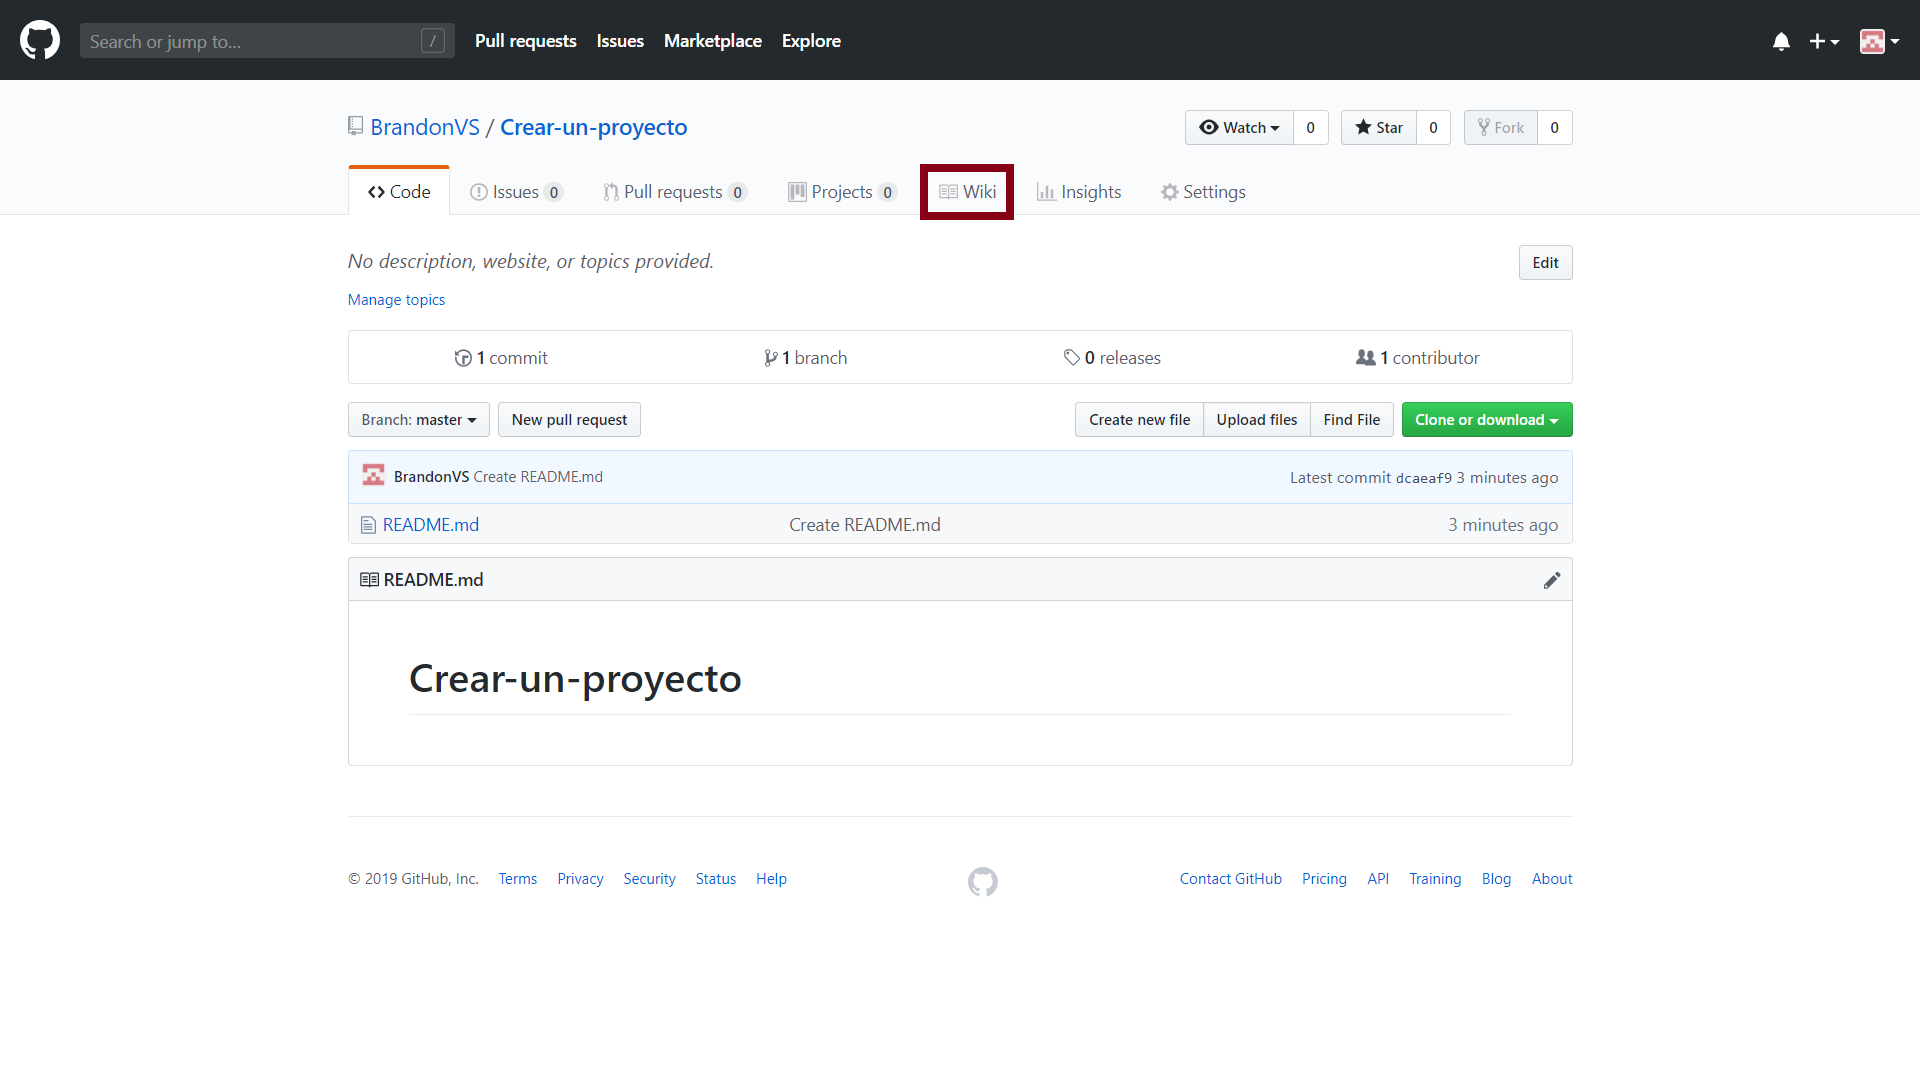 Search or jump to... /
Pull requests Issues Marketplace Explore
BrandonVS / Crear-un-proyecto
Watch 0 Star 0 Fork 0
Code Issues 0 Pull requests 0 Projects 0 Wiki Insights Settings
No description, website, or topics provided.
Edit
Manage topics
1 commit 1 branch 0 releases 1 contributor
Branch: master New pull request Create new file Upload files Find File Clone or download
BrandonVS Create README.md Latest commit dcaeaf9 3 minutes ago
README.md Create README.md 3 minutes ago
README.md
Crear-un-proyecto
© 2019 GitHub, Inc. Terms Privacy Security Status Help Contact GitHub Pricing API Training Blog About